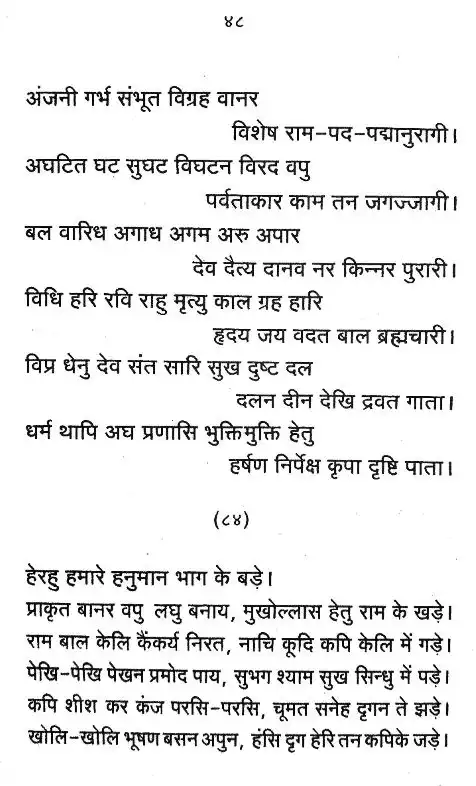 ४८
अंजनी गर्भ संभूत विग्रह वानर
विशेष राम-पद-पद्मानुरागी।
अघटित घट सुघट विघटन विरद वपु
पर्वताकार काम तन जगज्जागी।
बल वारिध अगाध अगम अरु अपार
देव दैत्य दानव नर किन्नर पुरारी।
विधि हरि रवि राहु मृत्यु काल ग्रह हारि
हृदय जय वदत बाल ब्रह्मचारी।
विप्र धेनु देव संत सारि सुख दुष्ट दल
दलन दीन देखि द्रवत गाता।
धर्म थापि अघ प्रणासि भुक्तिमुक्ति हेतु
हर्षण निर्पेक्ष कृपा दृष्टि पाता।
(८४)
हेरहु हमारे हनुमान भाग के बड़े।
प्राकृत बानर वपु लघु बनाय, मुखोल्लास हेतु राम के खड़े।
राम बाल केलि कैंकर्य निरत, नाचि कूदि कपि केलि में गड़े।
पेखि-पेखि पेखन प्रमोद पाय, सुभग श्याम सुख सिन्धु में पड़े।
कपि शीश कर कंज परसि-परसि, चूमत सनेह दृगन ते झड़े।
खोलि-खोलि भूषण बसन अपुन, हंसि दृग हेरि तन कपिके जड़े।